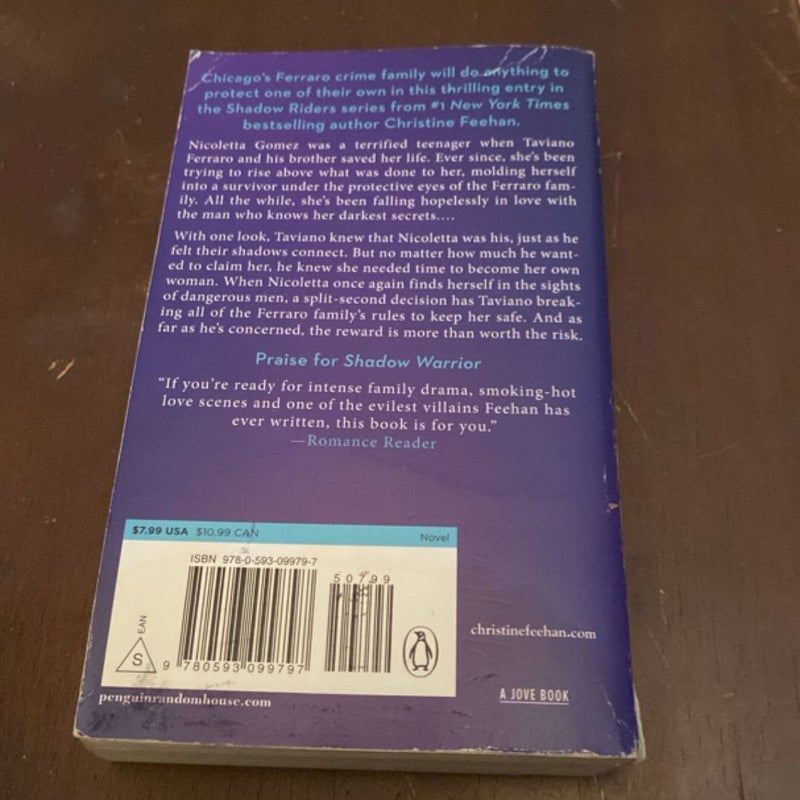 Chicago's Ferraro crime family will do anything to
protect one of their own in this thrilling entry in
the Shadow Riders series from #1 New York Times
bestselling author Christine Feehan.
Nicoletta Gomez was a terrified teenager when Taviano
Ferraro and his brother saved her life. Ever since, she's been
trying to rise above what was done to her, molding herself
into a survivor under the protective eyes of the Ferraro fam-
ily. All the while, she's been falling hopelessly in love with
the man who knows her darkest secrets....
With one look, Taviano knew that Nicoletta was his, just as he
felt their shadows connect. But no matter how much he want-
ed to claim her, he knew she needed time to become her own
woman. When Nicoletta once again finds herself in the sights
of dangerous men, a split-second decision has Taviano break-
ing all of the Ferraro family's rules to keep her safe. And as
far as he's concerned, the reward is more than worth the risk.
Praise for Shadow Warrior
"If you're ready for intense family drama, smoking-hot
love scenes and one of the evilest villains Feehan has
ever written, this book is for you."
—Romance Reader
$7.99 USA $10.99 CAN Novel
ISBN 978-0-593-09979-7
50799
EAN
S
9 780593 099797
christinefeehan.com
penguinrandomhouse.com
A JOVE BOOK